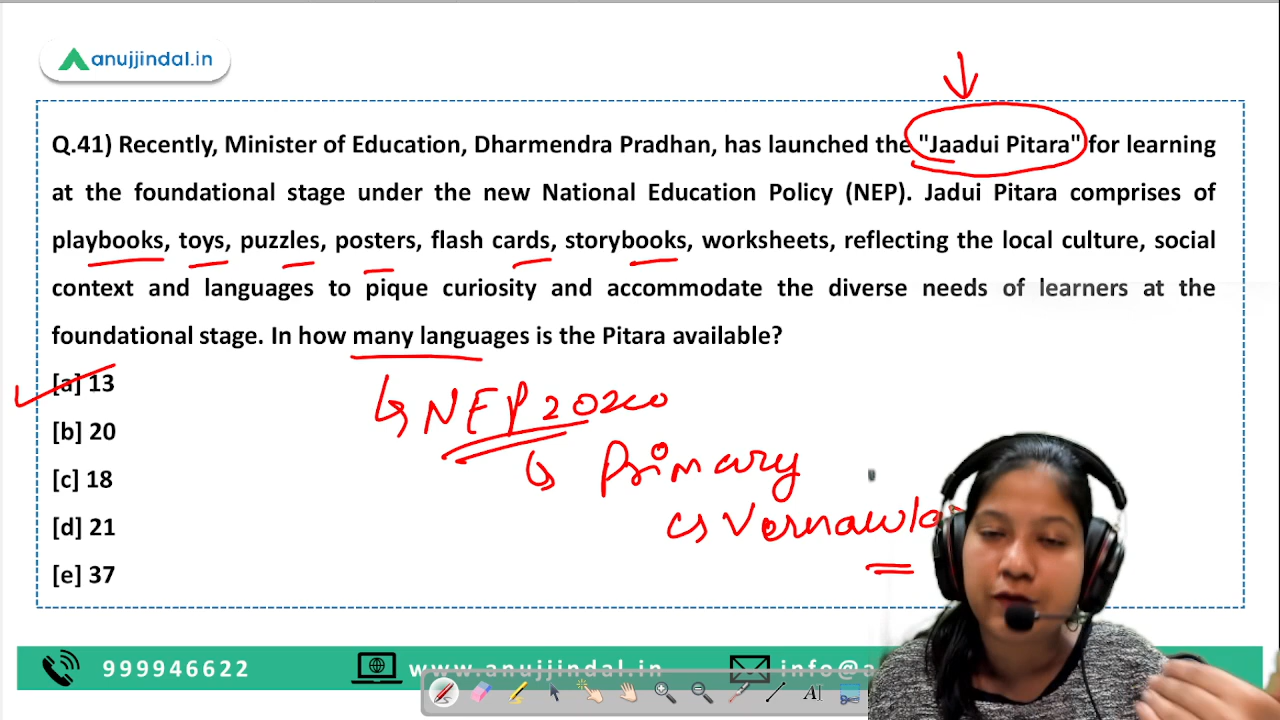 anujjindal.in
Q.41) Recently, Minister of Education, Dharmendra Pradhan, has launched the "Jaadui Pitara" for learning
at the foundational stage under the new National Education Policy (NEP). Jadui Pitara comprises of
playbooks, toys, puzzles, posters, flash cards, storybooks, worksheets, reflecting the local culture, social
context and languages to pique curiosity and accommodate the diverse needs of learners at the
foundational stage. In how many languages is the Pitara available?
[a] 13
[b] 20
[c] 18
[d] 21
[e] 37
NEP 2020
Primary
999946622
www.anujjindal.in
info@a